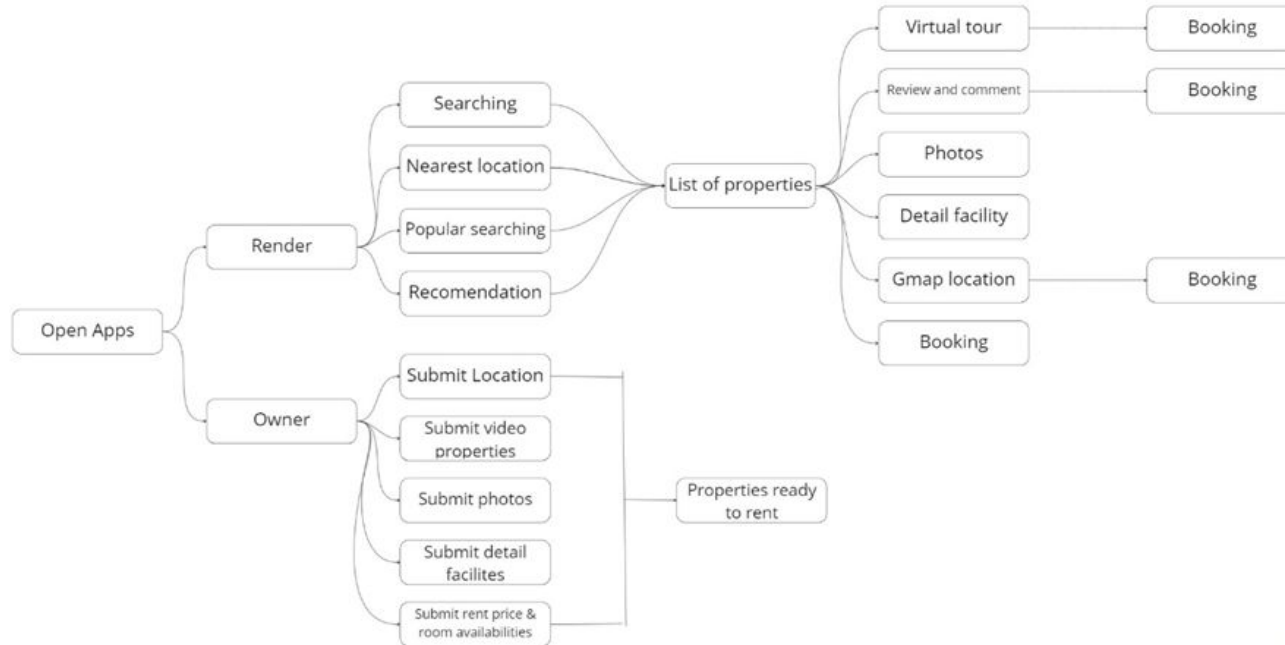 Open Apps
Render
Owner
Searching
Nearest location
Popular searching
Recomendation
Submit Location
Submit video
properties
Submit photos
Submit detail
facilites
Submit rent price &
room availabilities
List of properties
Properties ready
to rent
Virtual tour
Review and comment
Photos
Detail facility
Gmap location
Booking
Booking
Booking
Booking